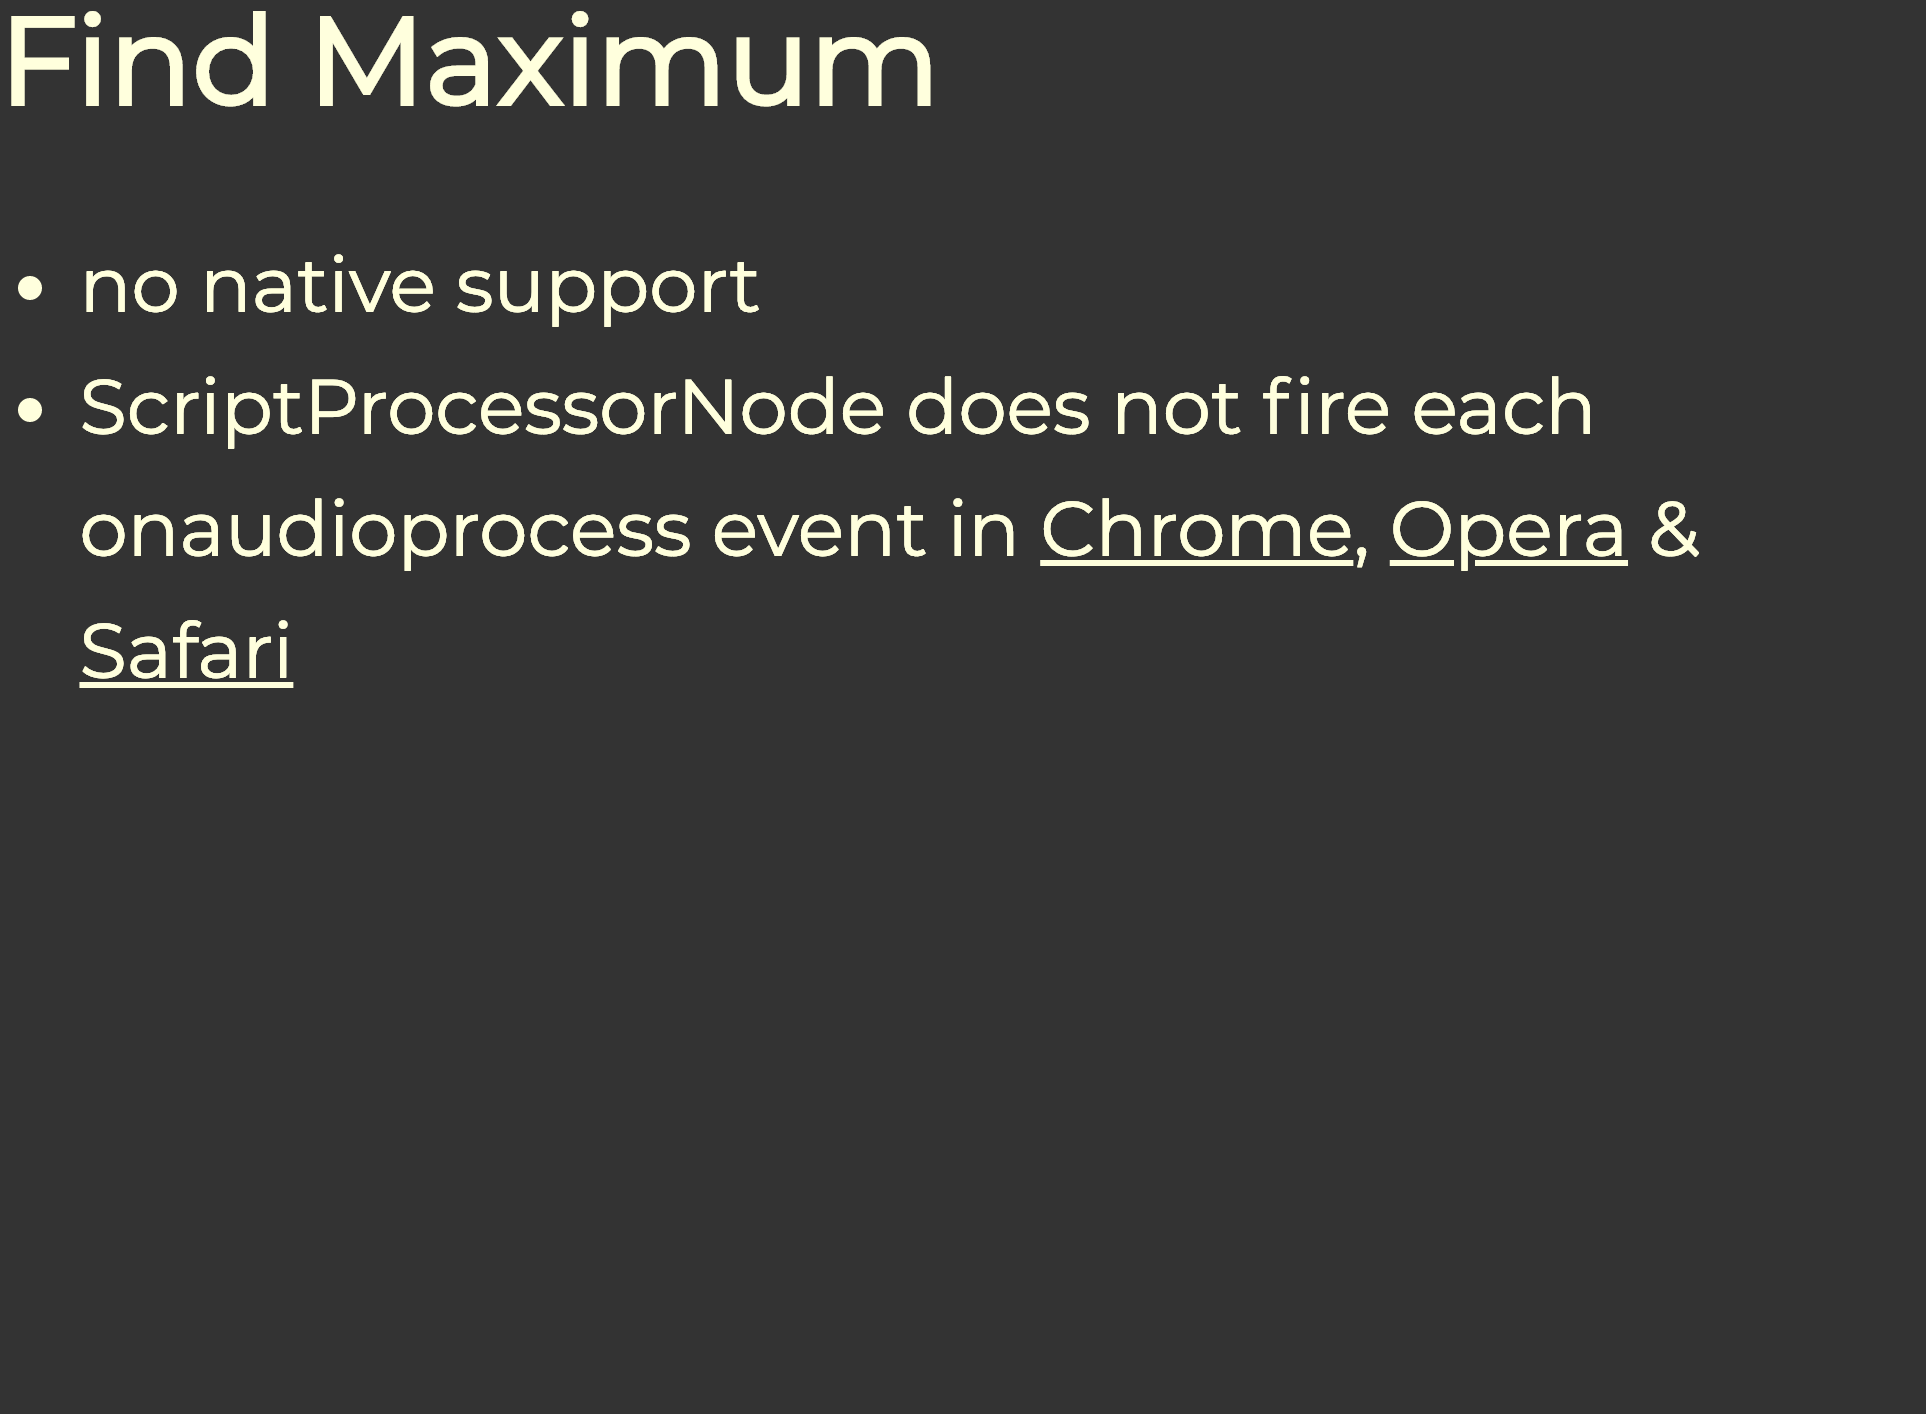 Find Maximum
• no native support
• ScriptProcessorNode does not fire each
onaudioprocess event in Chrome, Opera &
Safari